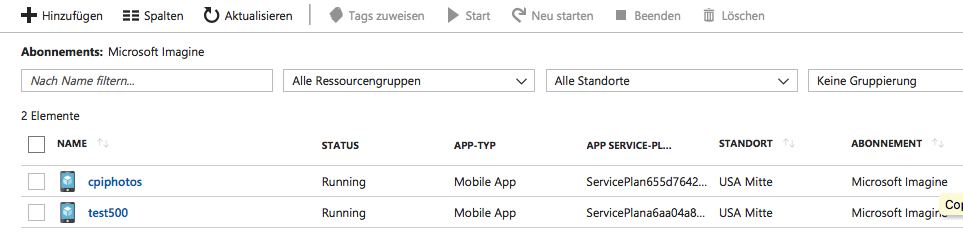 Hinzufügen Spalten Aktualisieren Tags zuweisen Start Neu starten Beenden Löschen
Abonnements: Microsoft Imagine
Nach Name filtern... Alle Ressourcengruppen Alle Standorte Keine Gruppierung
2 Elemente
NAME STATUS APP-TYP APP SERVICE-PL... STANDORT ABONNEMENT
cpiphotos Running Mobile App ServicePlan655d7642... USA Mitte Microsoft Imagine
test500 Running Mobile App ServicePlana6aa04a8... USA Mitte Microsoft Imagine